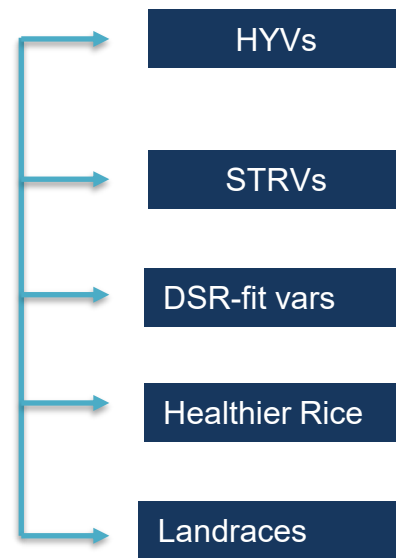 HYVs
STRVs
DSR-fit vars
Healthier Rice
Landraces